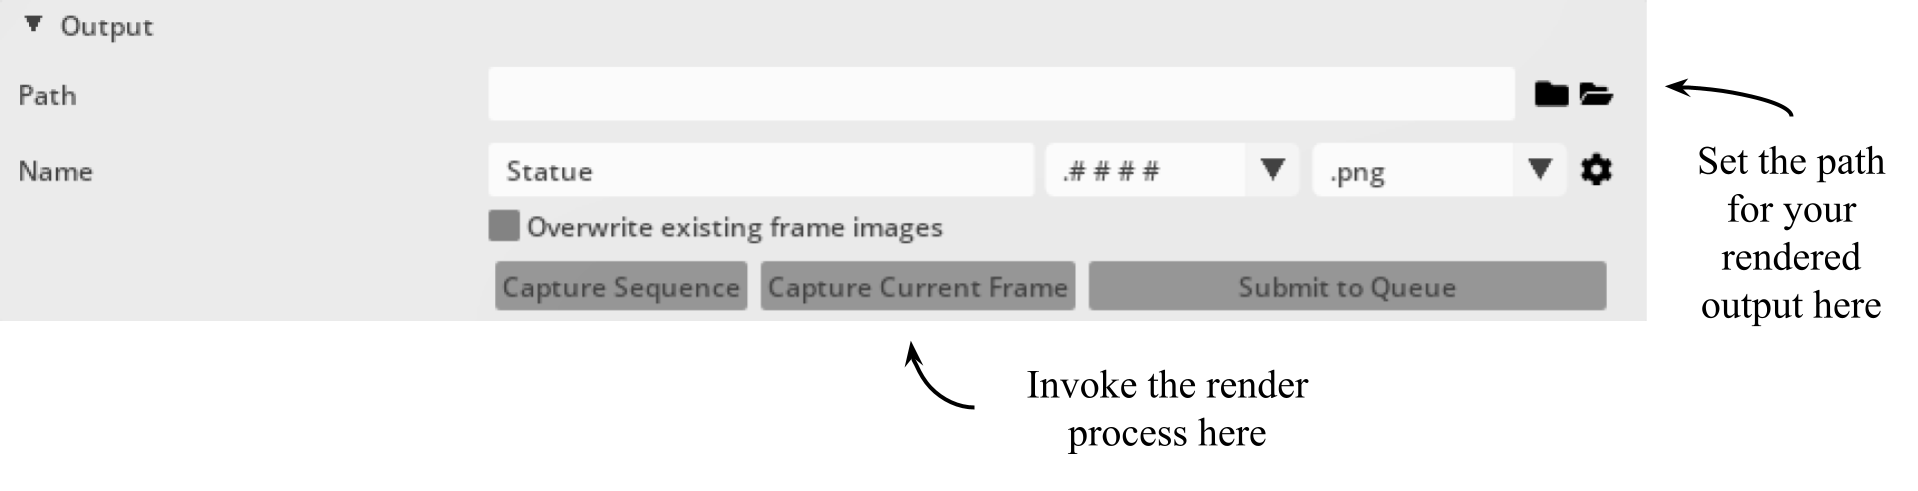 Output
Path
Name Statue .#### .png
Overwrite existing frame images
Capture Sequence Capture Current Frame Submit to Queue
Set the path
for your
rendered
output here
Invoke the render
process here